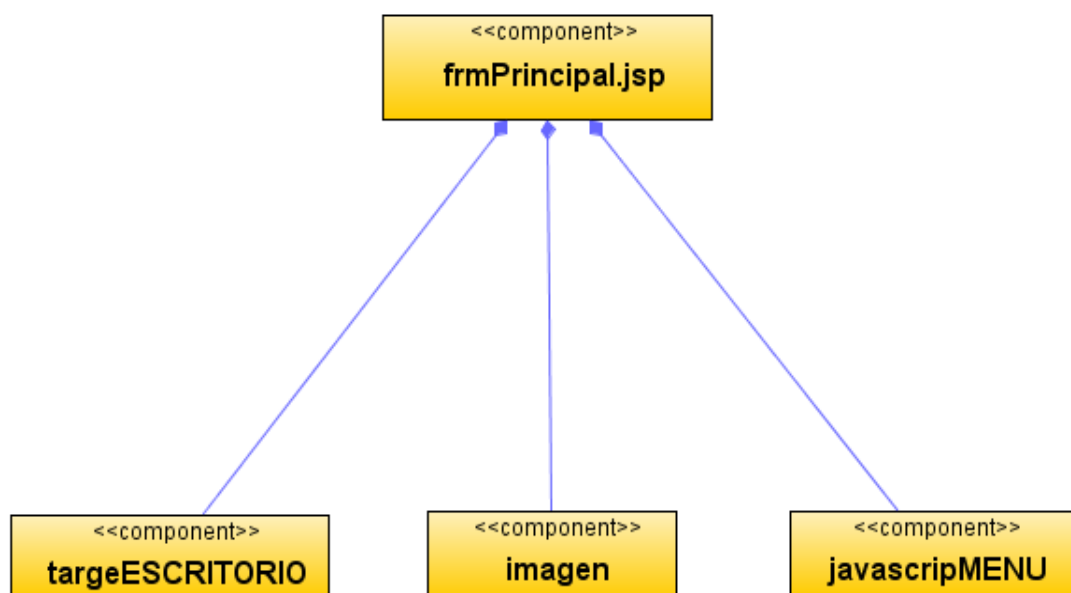 <<component>>
frmPrincipal.jsp
<<component>>
targeESCRITORIO
<<component>>
imagen
<<component>>
javascripMENU